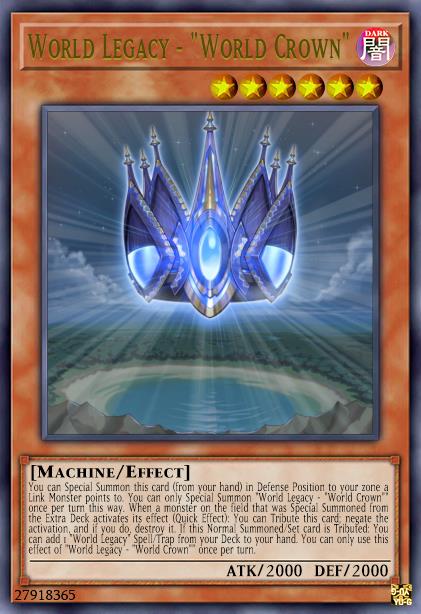 World Legacy - "World Crown"
DARK
闇
[Machine/Effect]
You can Special Summon this card (from your hand) in Defense Position to your zone a
Link Monster points to. You can only Special Summon "World Legacy - "World Crown""
once per turn this way. When a monster on the field that was Special Summoned from
the Extra Deck activates its effect (Quick Effect): You can Tribute this card; negate the
activation, and if you do, destroy it. If this Normal Summoned/Set card is Tributed: You
can add 1 "World Legacy" Spell/Trap from your Deck to your hand. You can only use this
effect of "World Legacy - "World Crown"" once per turn.
ATK/2000 DEF/2000
27918365